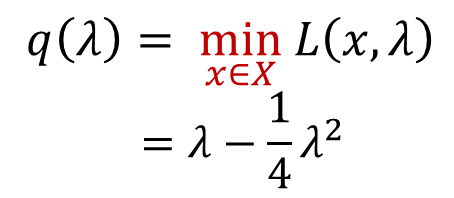 q(λ) = min L(x, λ)
x∈X
= λ − 1/4 λ²